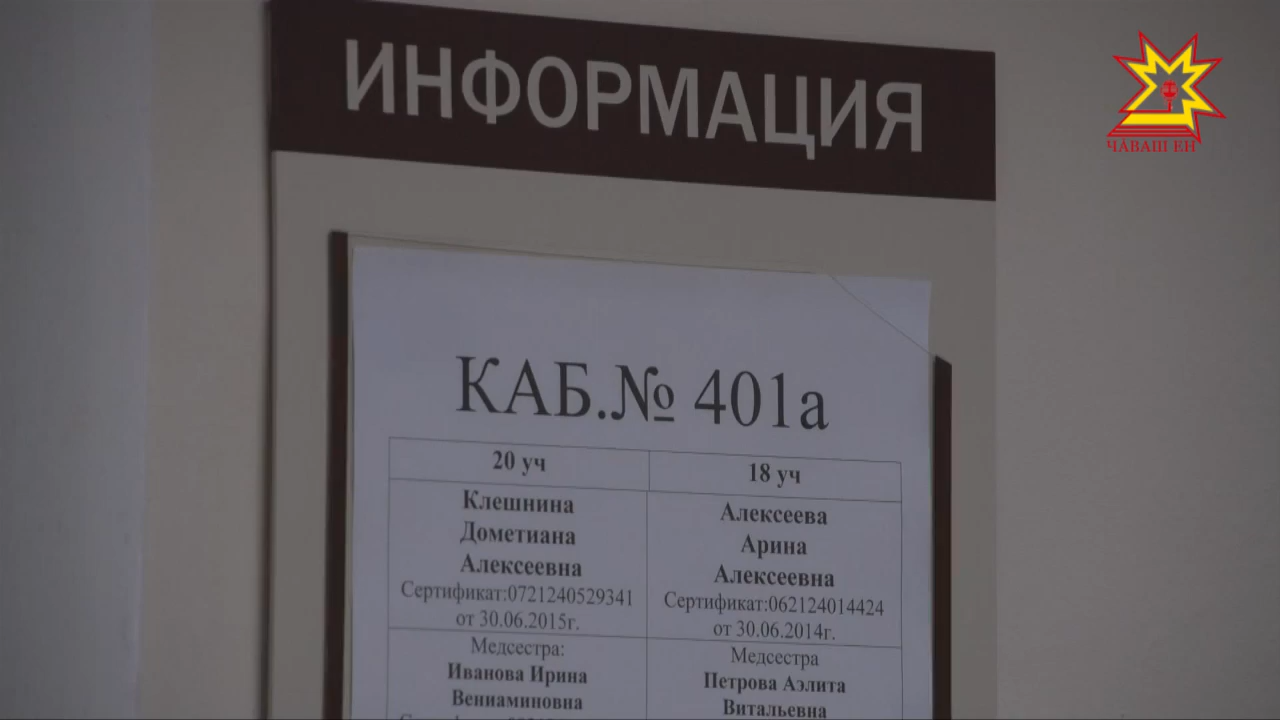 ИНФОРМАЦИЯ
ЧӐВАШ ЕН
КАБ.№ 401а
20 уч
Клешнина
Дометиана
Алексеевна
Сертификат:0721240529341
от 30.06.2015г.
Медсестра:
Иванова Ирина
Вениаминовна
18 уч
Алексеева
Арина
Алексеевна
Сертификат:062124014424
от 30.06.2014г.
Медсестра
Петрова Аэлита
Витальевна